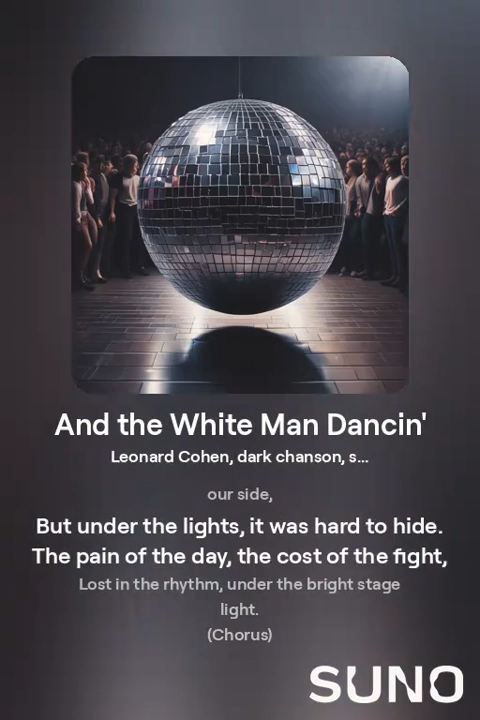 And the White Man Dancin'
Leonard Cohen, dark chanson, s...
our side,
But under the lights, it was hard to hide.
The pain of the day, the cost of the fight,
Lost in the rhythm, under the bright stage
light.
(Chorus)
SUNO